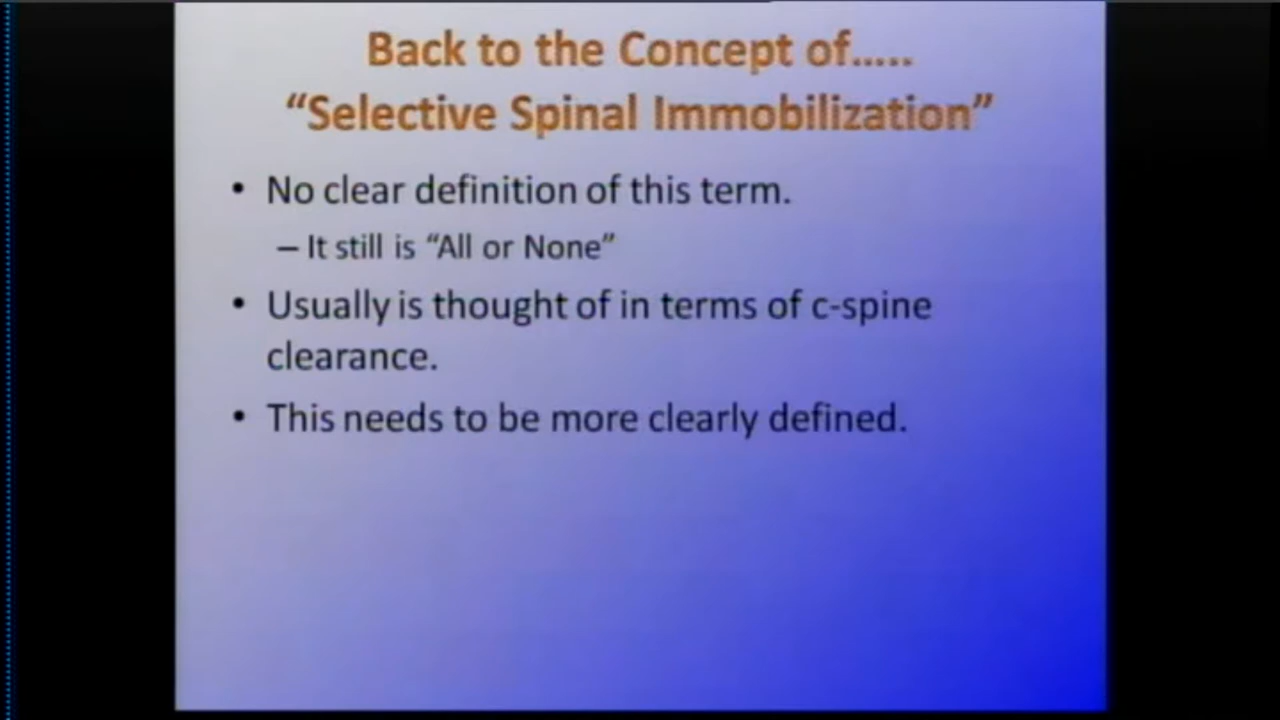 Back to the Concept of.....
“Selective Spinal Immobilization”
• No clear definition of this term.
– It still is “All or None”
• Usually is thought of in terms of c-spine
clearance.
• This needs to be more clearly defined.